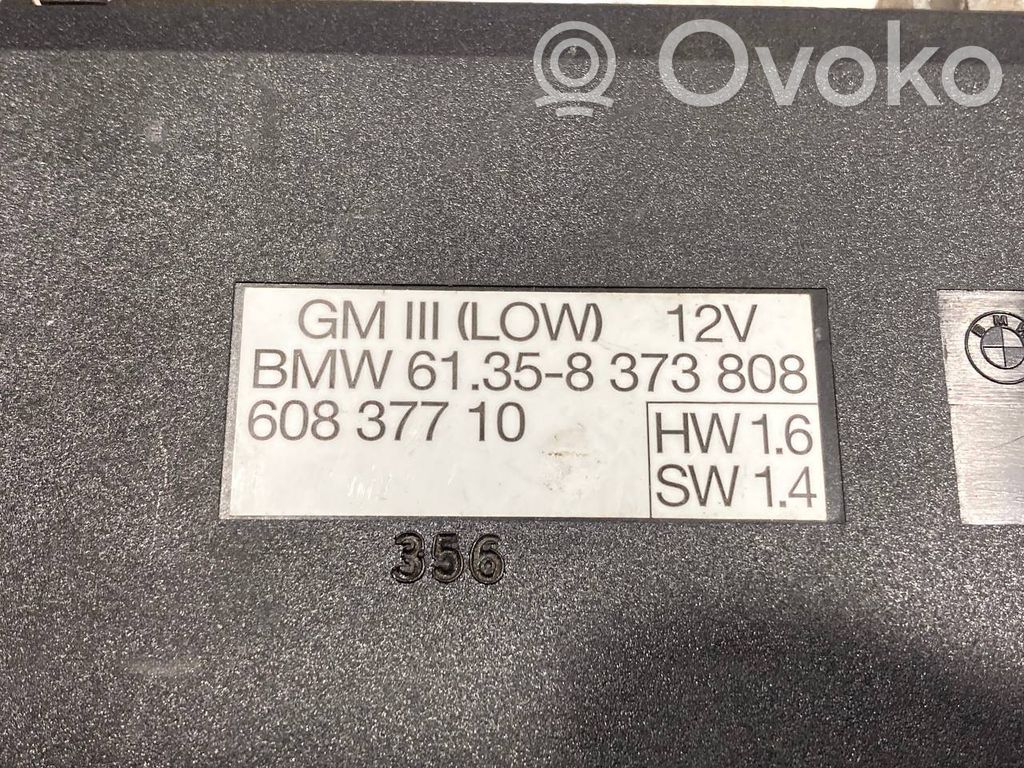 Ovoko
GM III (LOW) 12V
BMW 61.35-8 373 808
608 377 10
HW 1.6
SW 1.4
356
BMW